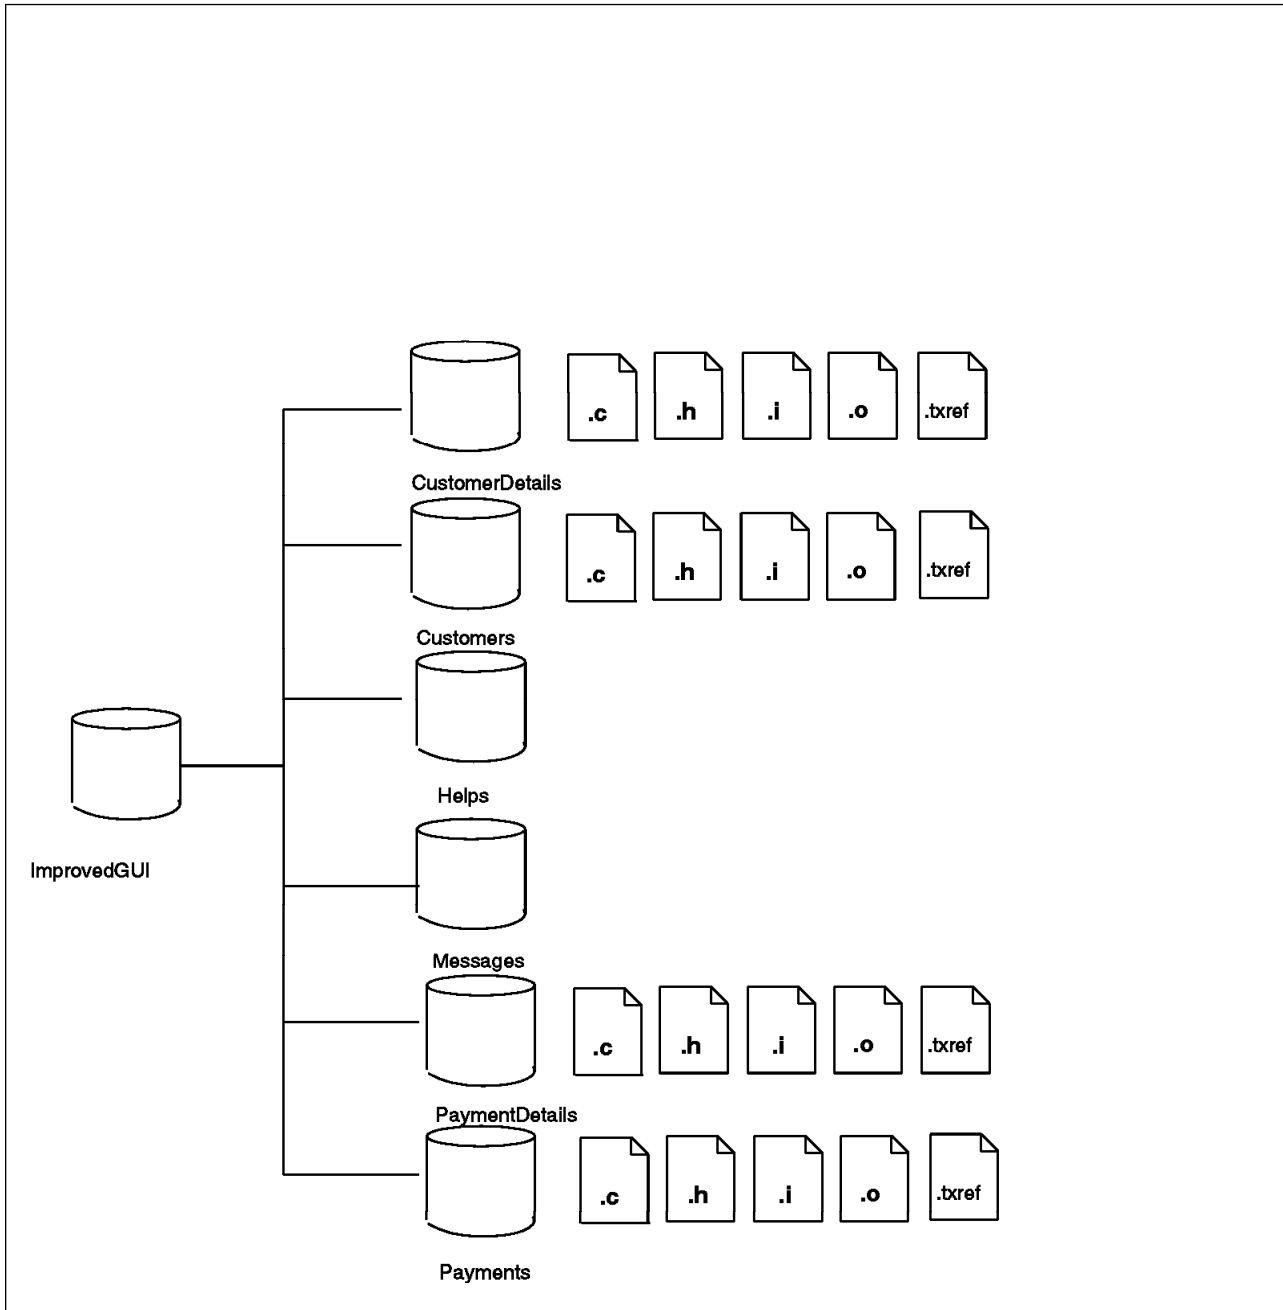 .c .h .i .o .txref
CustomerDetails
.c .h .i .o .txref
Customers
Helps
ImprovedGUI
Messages
.c .h .i .o .txref
PaymentDetails
.c .h .i .o .txref
Payments